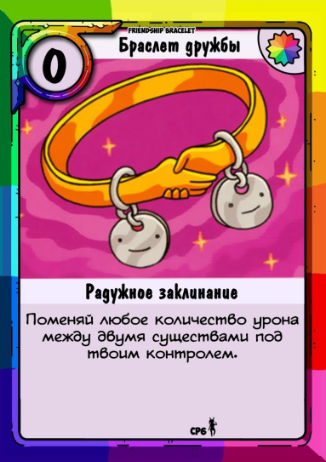 FRIENDSHIP BRACELET
0
Браслет дружбы
Радужное заклинание
Поменяй любое количество урона
между двумя существами под
твоим контролем.
CP6